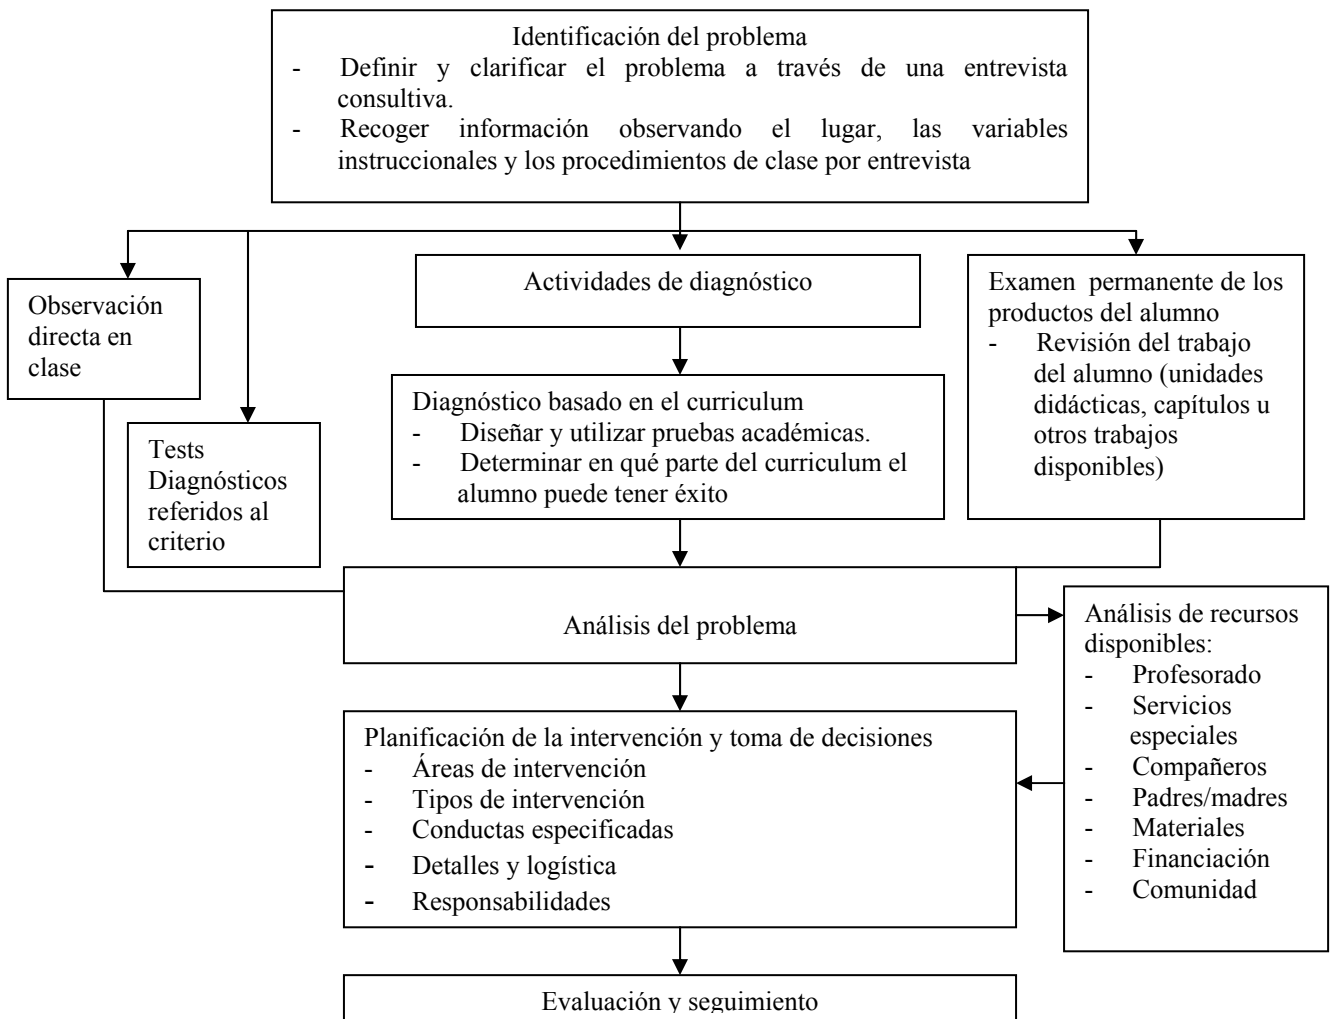 Identificación del problema
- Definir y clarificar el problema a través de una entrevista
consultiva.
- Recoger información observando el lugar, las variables
instruccionales y los procedimientos de clase por entrevista
Observación
directa en
clase
Tests
Diagnósticos
referidos al
criterio
Actividades de diagnóstico
Diagnóstico basado en el curriculum
- Diseñar y utilizar pruebas académicas.
- Determinar en qué parte del curriculum el
alumno puede tener éxito
Examen permanente de los
productos del alumno
- Revisión del trabajo
del alumno (unidades
didácticas, capítulos u
otros trabajos
disponibles)
Análisis del problema
Análisis de recursos
disponibles:
- Profesorado
- Servicios
especiales
- Compañeros
- Padres/madres
- Materiales
- Financiación
- Comunidad
Planificación de la intervención y toma de decisiones
- Áreas de intervención
- Tipos de intervención
- Conductas especificadas
- Detalles y logística
- Responsabilidades
Evaluación y seguimiento